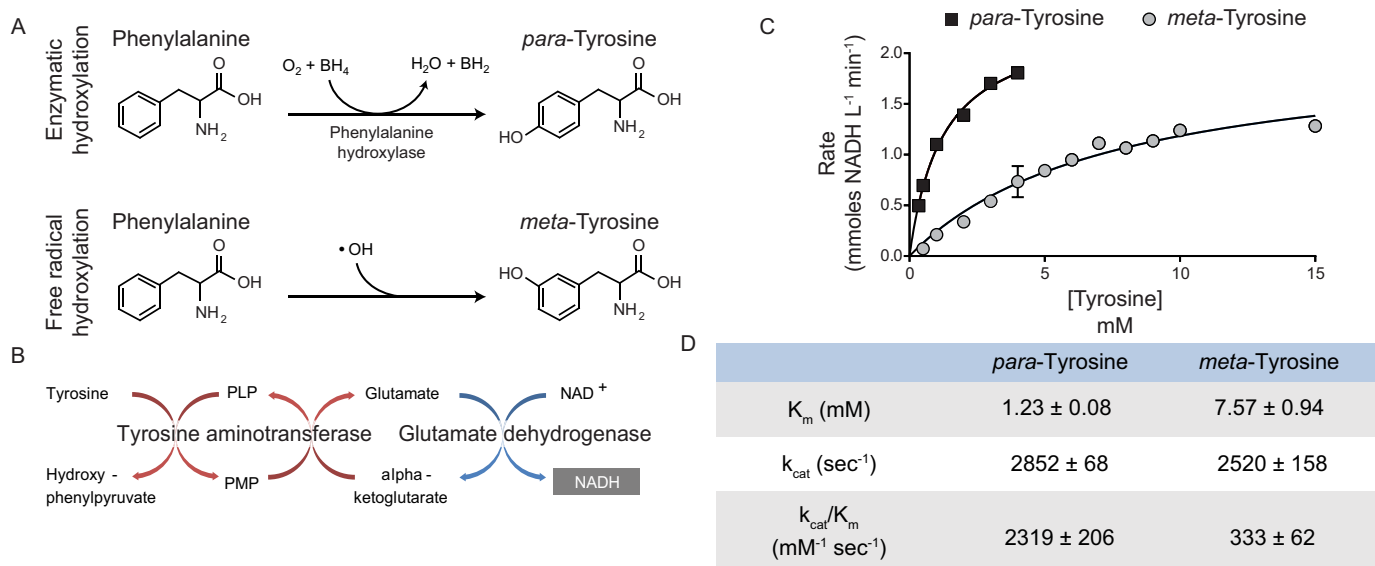 A
Enzymatic
hydroxylation
Phenylalanine
O
OH
NH2
O2 + BH4
H2O + BH2
Phenylalanine
hydroxylase
para-Tyrosine
O
OH
NH2
HO
Free radical
hydroxylation
Phenylalanine
O
OH
NH2
• OH
meta-Tyrosine
O
OH
NH2
HO
B
Tyrosine
PLP
Glutamate
NAD +
Tyrosine aminotransferase
Glutamate dehydrogenase
Hydroxy -
phenylpyruvate
PMP
alpha -
ketoglutarate
NADH
C
para-Tyrosine
meta-Tyrosine
Rate
(mmoles NADH L-1 min-1)
2.0
1.5
1.0
0.5
0.0
0
5
10
15
[Tyrosine]
mM
D
para-Tyrosine meta-Tyrosine
Km (mM) 1.23 ± 0.08 7.57 ± 0.94
kcat (sec-1) 2852 ± 68 2520 ± 158
kcat/Km
(mM-1 sec-1) 2319 ± 206 333 ± 62